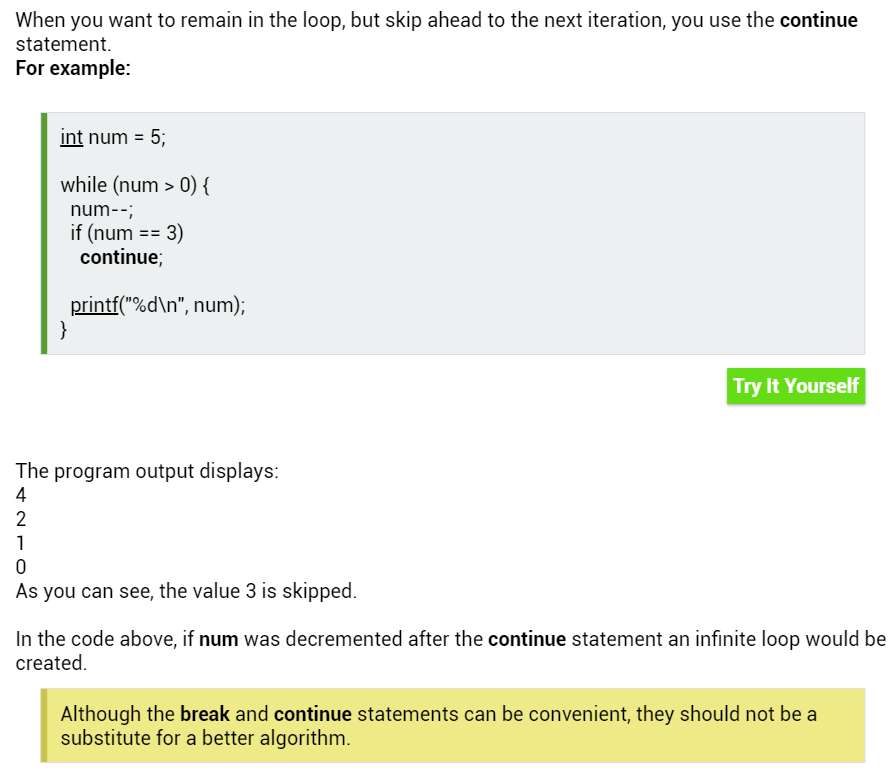 When you want to remain in the loop, but skip ahead to the next iteration, you use the continue
statement.
For example:
int num = 5;
while (num > 0) {
num--;
if (num == 3)
continue;
printf("%d\n", num);
}
Try It Yourself
The program output displays:
4
2
1
0
As you can see, the value 3 is skipped.
In the code above, if num was decremented after the continue statement an infinite loop would be
created.
Although the break and continue statements can be convenient, they should not be a
substitute for a better algorithm.